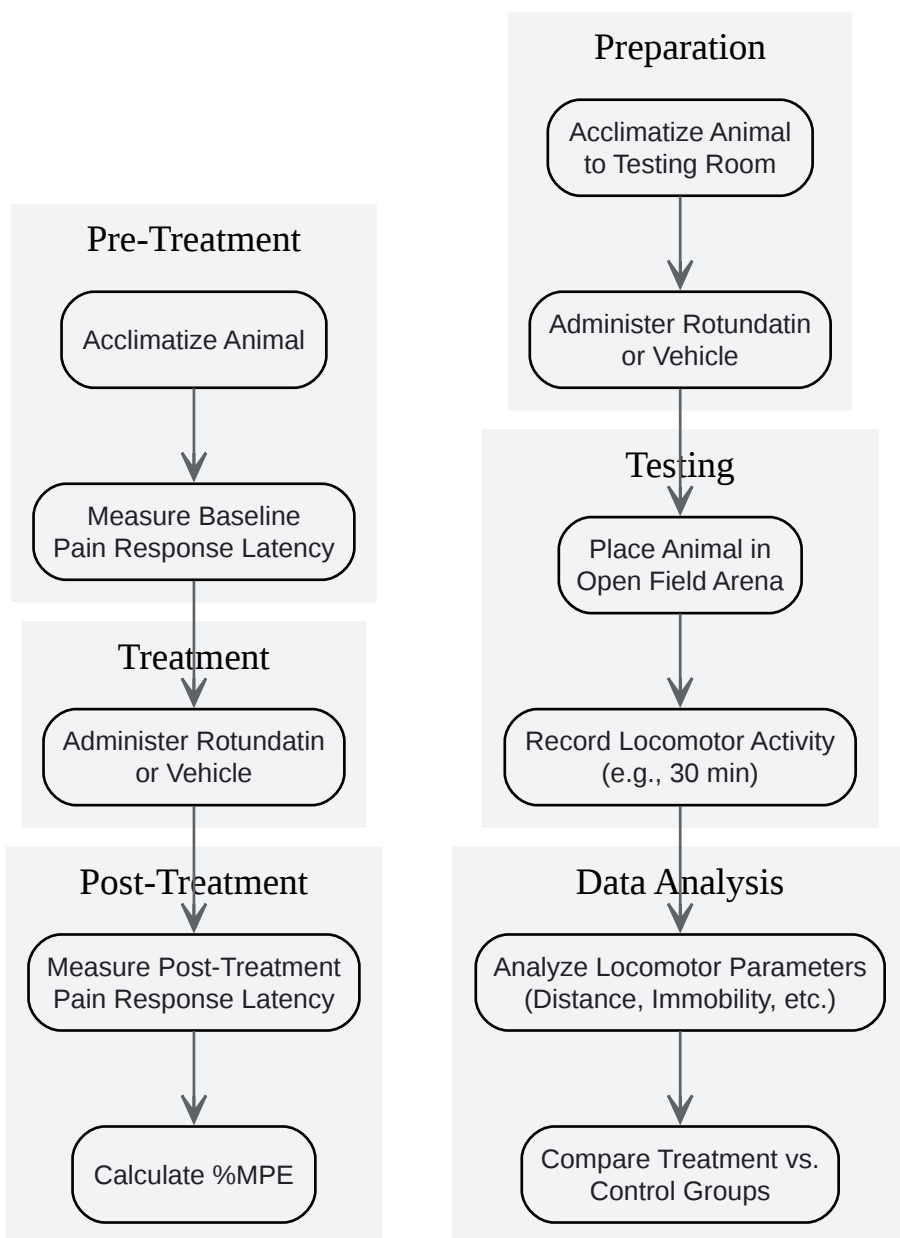 Pre-Treatment
Acclimatize Animal
Measure Baseline
Pain Response Latency
Treatment
Administer Rotundatin
or Vehicle
Post-Treatment
Measure Post-Treatment
Pain Response Latency
Calculate %MPE
Preparation
Acclimatize Animal
to Testing Room
Administer Rotundatin
or Vehicle
Testing
Place Animal in
Open Field Arena
Record Locomotor Activity
(e.g., 30 min)
Data Analysis
Analyze Locomotor Parameters
(Distance, Immobility, etc.)
Compare Treatment vs.
Control Groups